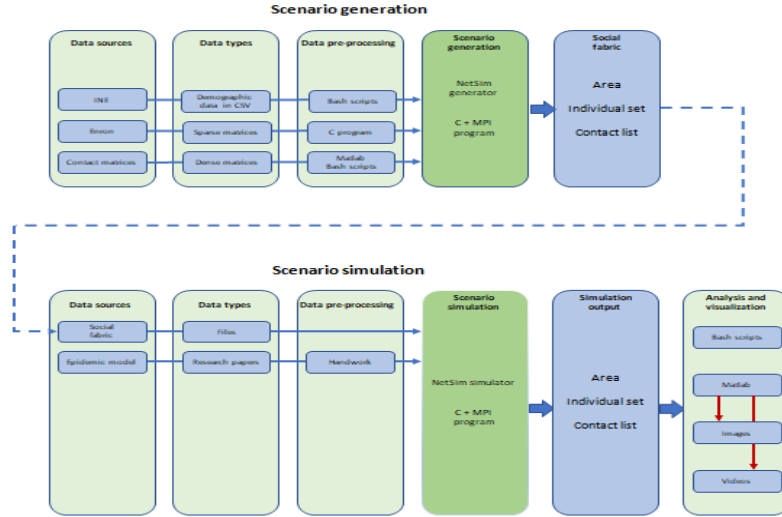 Scenario generation
Data sources
Data types
Data pre-processing
Scenario
generation
Social
fabric
INE
Demographic
data in CSV
Bash scripts
Enron
Sparse matrices
C program
Contact matrices
Dense matrices
Matlab
Bash scripts
NetSim
generator
C + MPI
program
Area
Individual set
Contact list
Scenario simulation
Data sources
Data types
Data pre-processing
Scenario
simulation
Simulation
output
Analysis and
visualization
Social
fabric
Files
Epidemic model
Research papers
Handwork
NetSim simulator
C + MPI
program
Area
Individual set
Contact list
Bash scripts
Matlab
Images
Videos